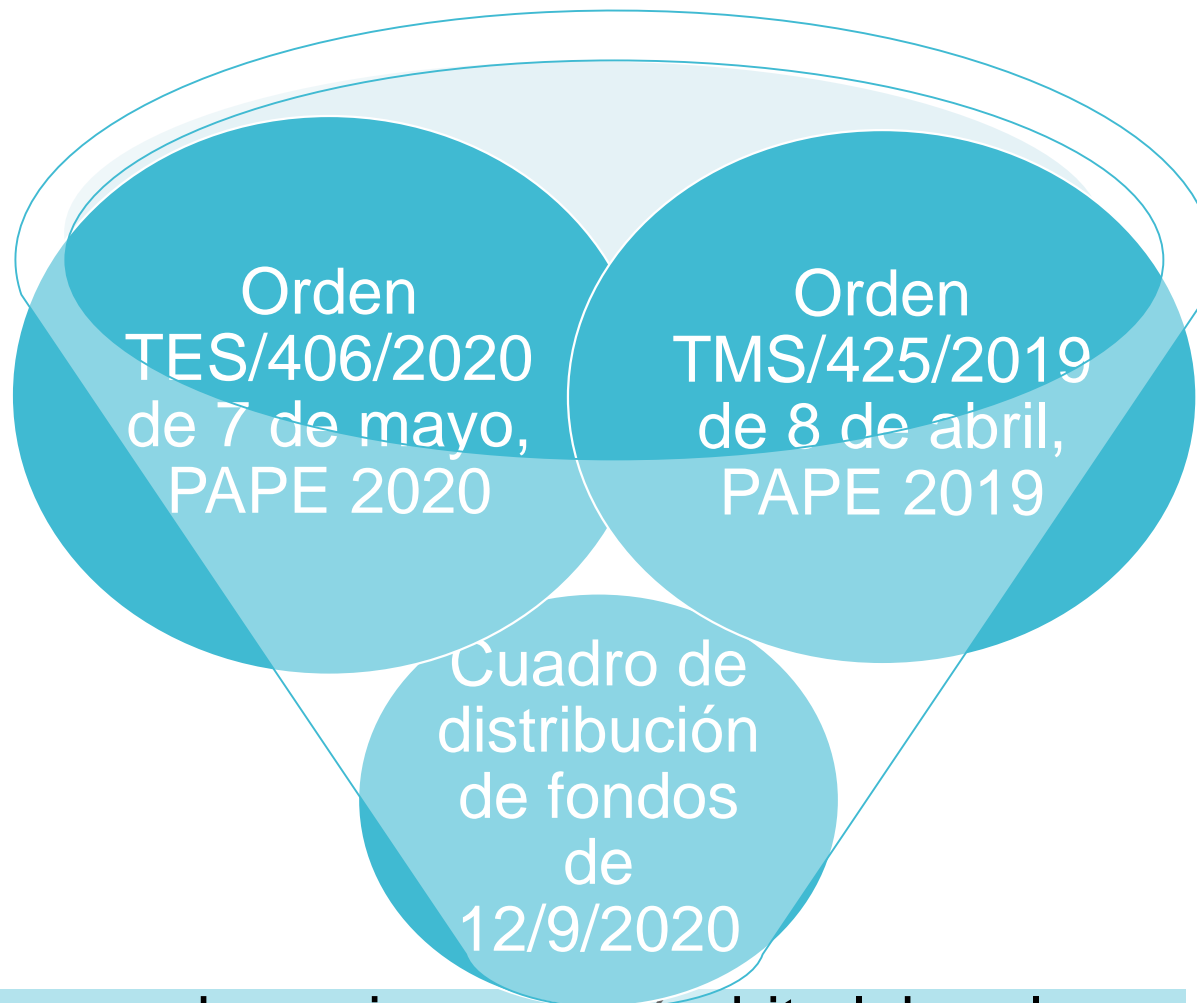 Orden
TES/406/2020
de 7 de mayo,
PAPE 2020
Orden
TMS/425/2019
de 8 de abril,
PAPE 2019
Cuadro de
distribución
de fondos
de
12/9/2020